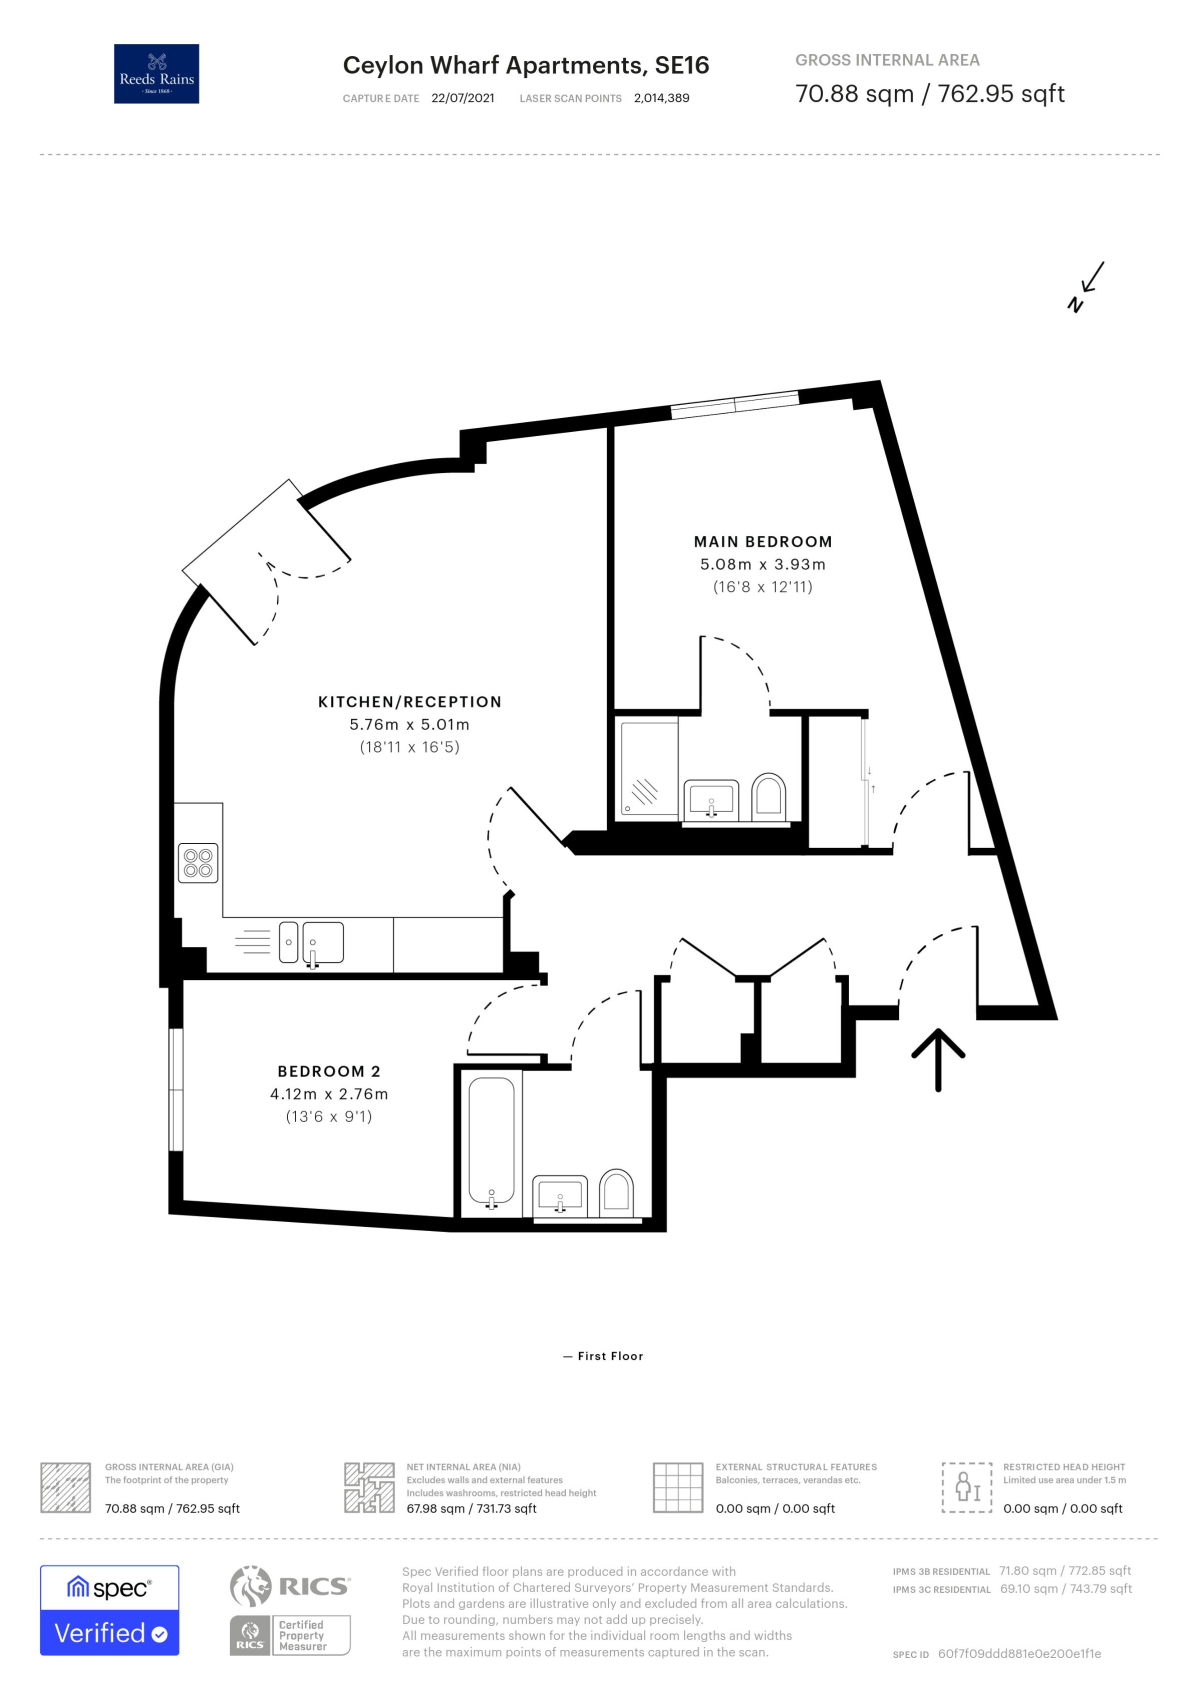 Reeds Rains
· Since 1868 ·
Ceylon Wharf Apartments, SE16
CAPTURE DATE 22/07/2021 LASER SCAN POINTS 2,014,389
GROSS INTERNAL AREA
70.88 sqm / 762.95 sqft
N
MAIN BEDROOM
5.08m x 3.93m
(16'8 x 12'11)
KITCHEN/RECEPTION
5.76m x 5.01m
(18'11 x 16'5)
BEDROOM 2
4.12m x 2.76m
(13'6 x 9'1)
— First Floor
GROSS INTERNAL AREA (GIA)
The footprint of the property
70.88 sqm / 762.95 sqft
NET INTERNAL AREA (NIA)
Excludes walls and external features
Includes washrooms, restricted head height
67.98 sqm / 731.73 sqft
EXTERNAL STRUCTURAL FEATURES
Balconies, terraces, verandas etc.
0.00 sqm / 0.00 sqft
RESTRICTED HEAD HEIGHT
Limited use area under 1.5 m
0.00 sqm / 0.00 sqft
spec®
Verified
RICS®
RICS
Certified
Property
Measurer
Spec Verified floor plans are produced in accordance with
Royal Institution of Chartered Surveyors' Property Measurement Standards.
Plots and gardens are illustrative only and excluded from all area calculations.
Due to rounding, numbers may not add up precisely.
All measurements shown for the individual room lengths and widths
are the maximum points of measurements captured in the scan.
IPMS 3B RESIDENTIAL 71.80 sqm / 772.85 sqft
IPMS 3C RESIDENTIAL 69.10 sqm / 743.79 sqft
SPEC ID 60f7f09ddd881e0e200e1f1e